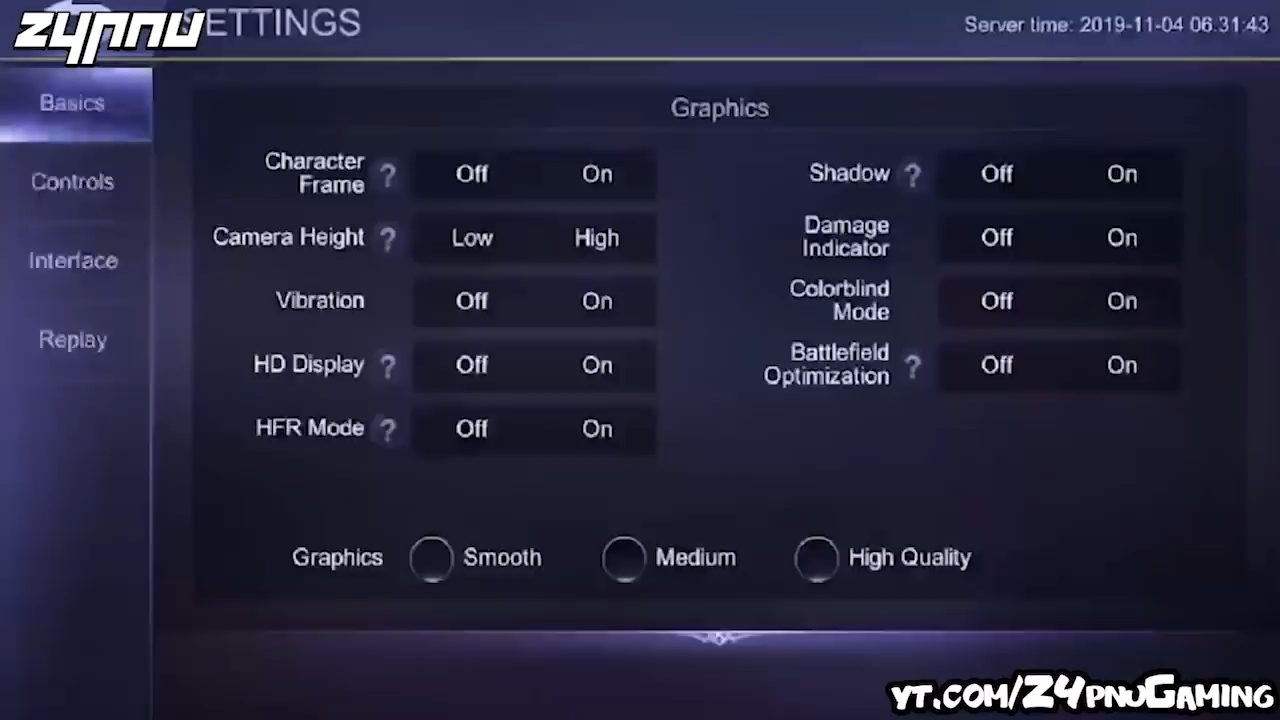 zypnu
SETTINGS
Server time: 2019-11-04 06.31:43
Basics
Controls
Interface
Replay
Graphics
Character Frame ? Off On
Camera Height ? Low High
Vibration Off On
HD Display ? Off On
HFR Mode ? Off On
Shadow ? Off On
Damage Indicator Off On
Colorblind Mode Off On
Battlefield Optimization ? Off On
Graphics Smooth Medium High Quality
yt.com/Z4pnuGaming